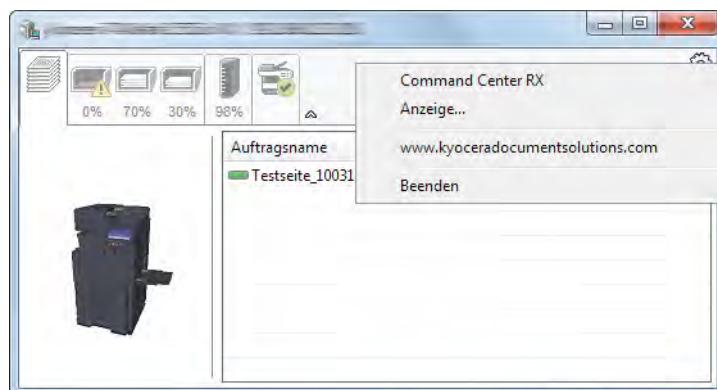 0% 70% 30% 98%
Command Center RX
Anzeige...
www.kyoceradocumentsolutions.com
Beenden
Auftragsname
Testseite_10031